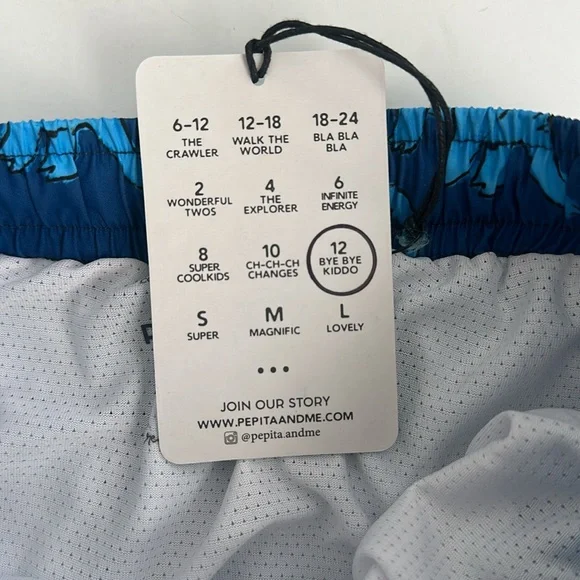 6-12 12-18 18-24
THE WALK THE BLA BLA
CRAWLER WORLD BLA
2 4 6
WONDERFUL THE INFINITE
TWOS EXPLORER ENERGY
8 10 12
SUPER CH-CH-CH BYE BYE
COOLKIDS CHANGES KIDDO
S M L
SUPER MAGNIFIC LOVELY
•••
JOIN OUR STORY
WWW.PEPITAANDME.COM
@pepita.andme